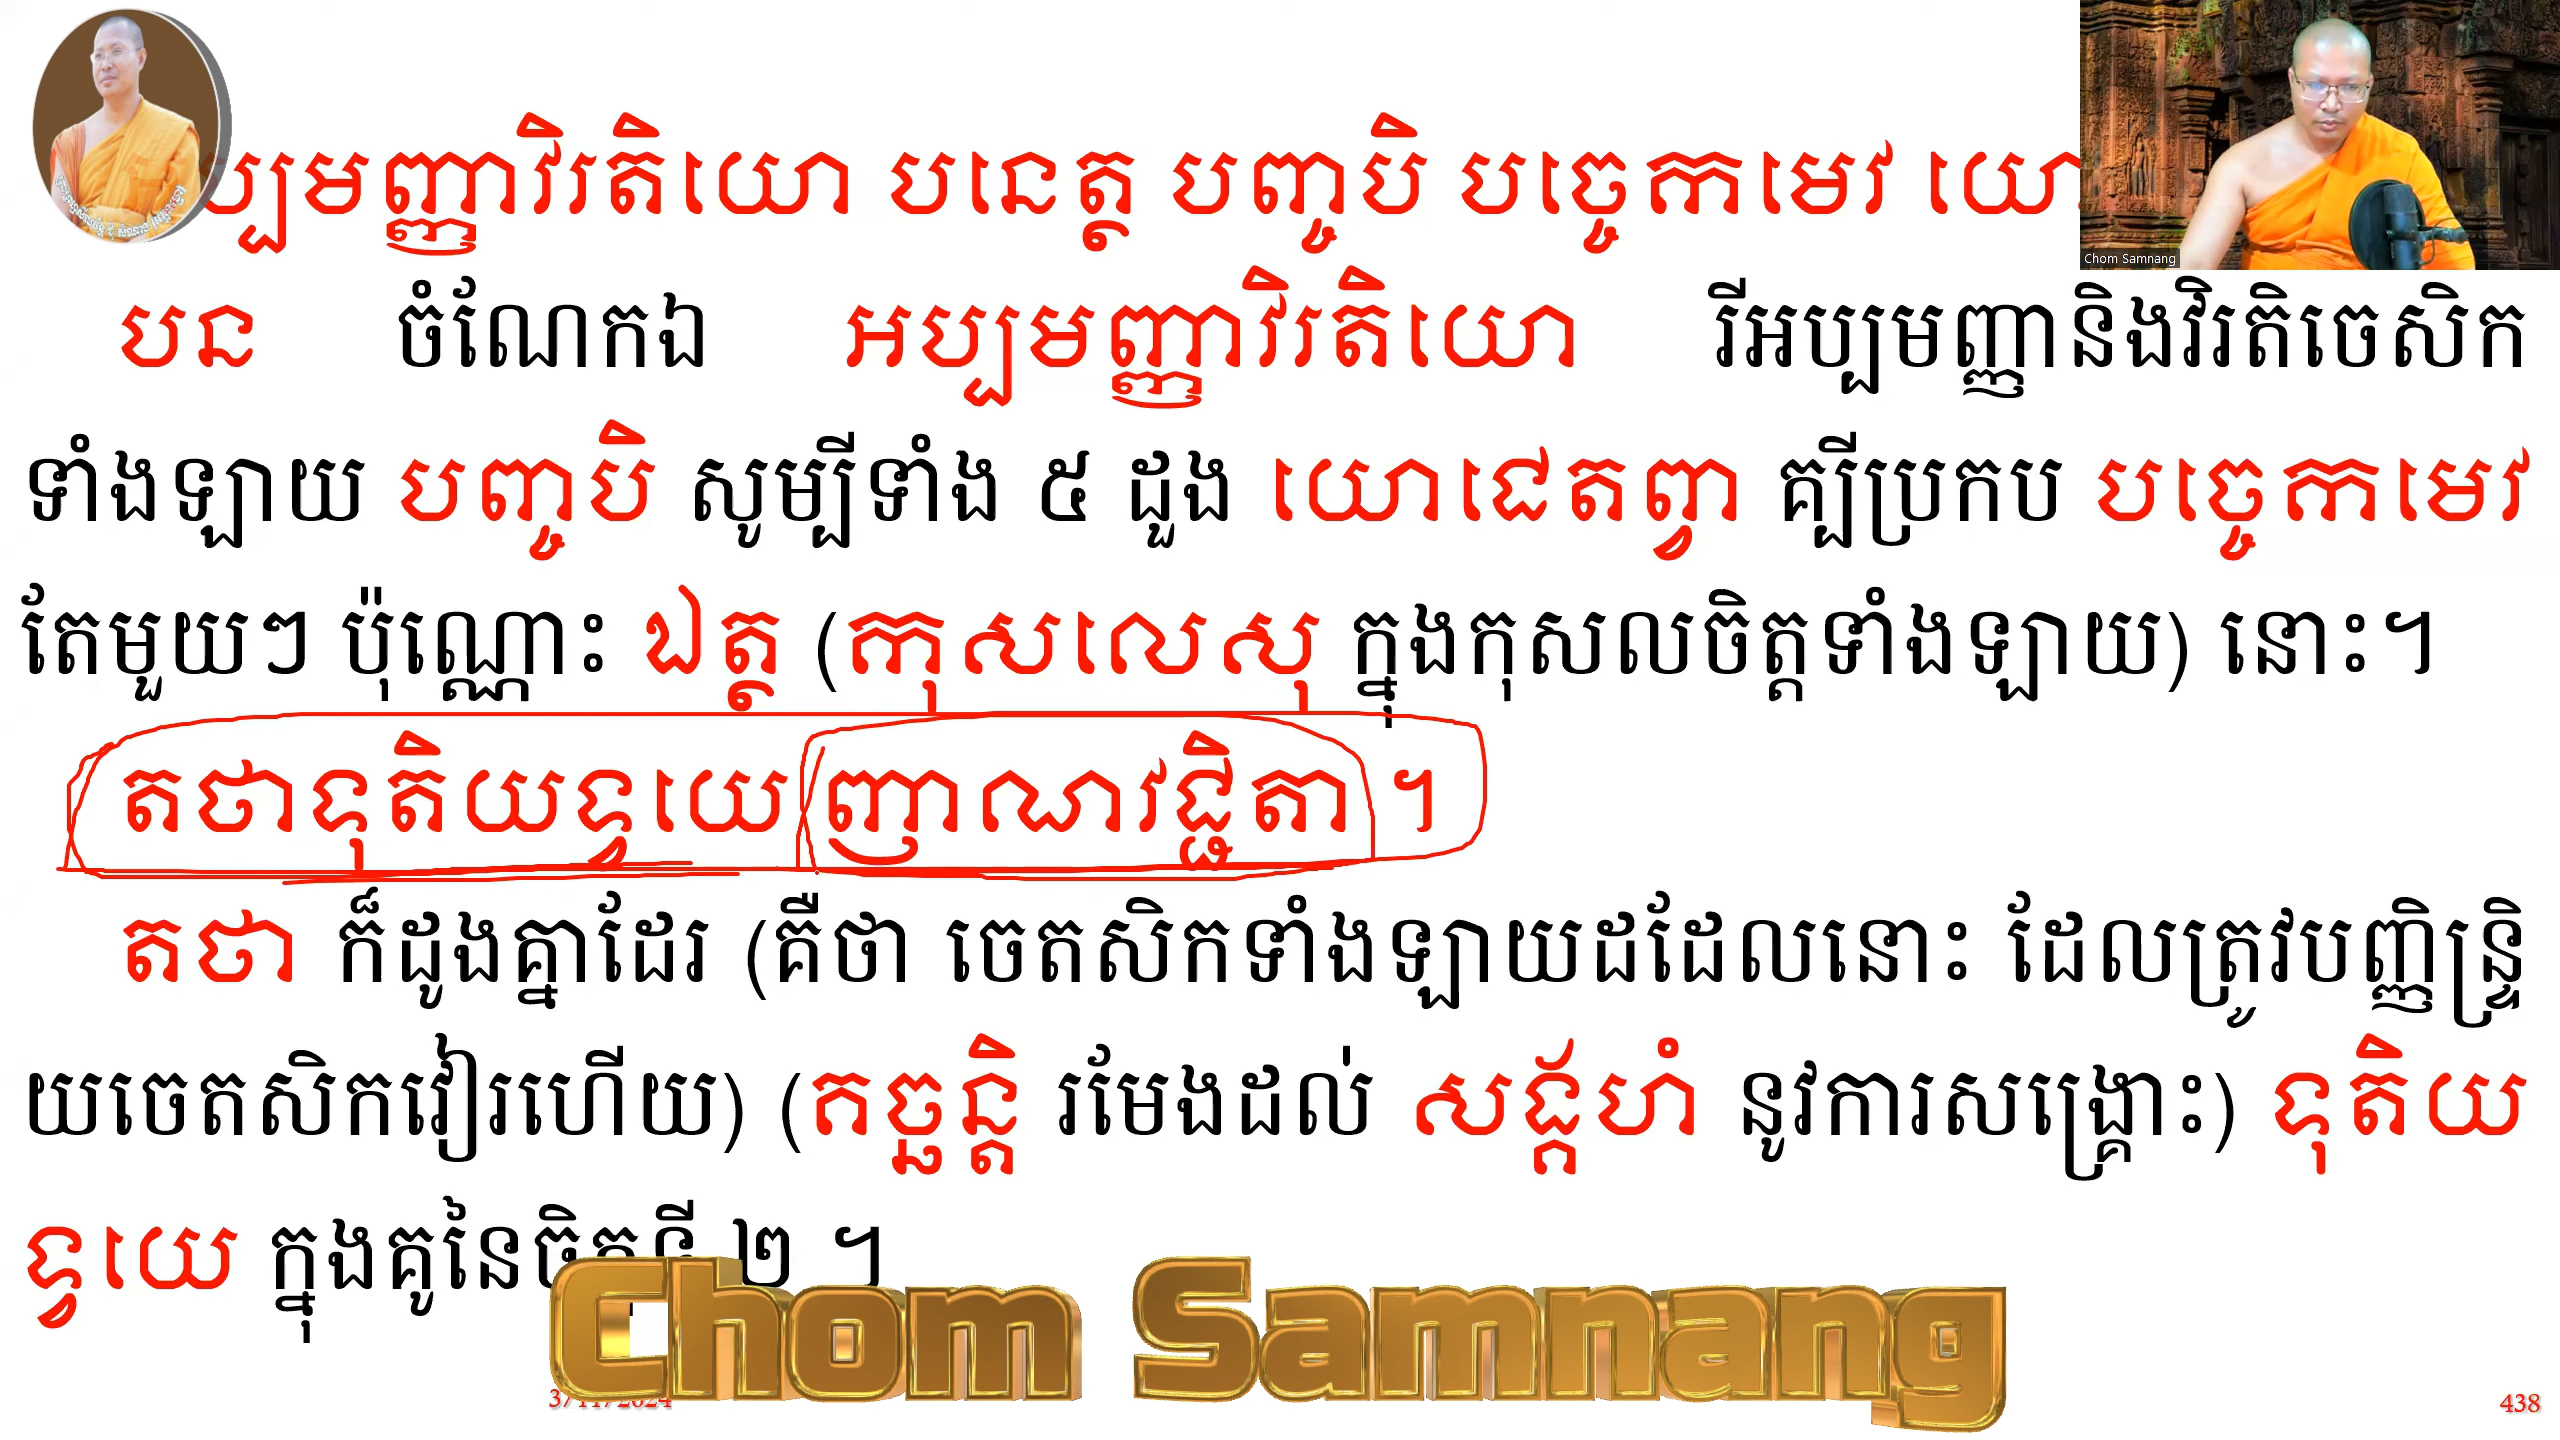 ប្បមញ្ញាវិរតិយោ បនេត្ថ បញ្ចបិ បច្ចេកមេវ យោ
Chom Samnang
បន ចំណែកឯ អប្បមញ្ញាវិរតិយោ រីអប្បមញ្ញានិងវិរតិចេសិក
ទាំងឡាយ បញ្ចបិ សូម្បីទាំង ៥ ដួង យោជេតព្វា គប្បីប្រកប បច្ចេកមេវ
តែមួយៗ ប៉ុណ្ណោះ ឯត្ថ (កុសលេសុ ក្នុងកុសលចិត្តទាំងឡាយ) នោះ។
តថាទុតិយទ្វយេ ញាណវជ្ជិតា ។
តថា ក៏ដូងគ្នាដែរ (គឺថា ចេតសិកទាំងឡាយដដែលនោះ ដែលត្រូវបញ្ញិន្ទ្រិ
យចេតសិកវៀរហើយ) (គច្ឆន្តិ រមែងដល់ សង្គហំ នូវការសង្គ្រោះ) ទុតិយ
ទ្វយេ ក្នុងគូនៃចិត្តទី ២ ។
Chom Samnang
438